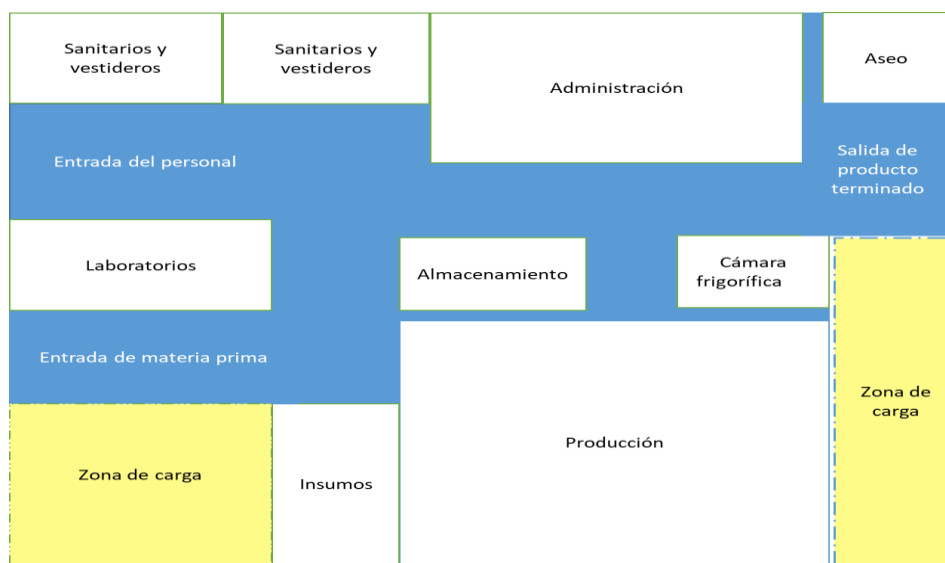 Sanitarios y
vestideros
Sanitarios y
vestideros
Administración
Aseo
Entrada del personal
Salida de
producto
terminado
Laboratorios
Almacenamiento
Cámara
frigorífica
Entrada de materia prima
Zona de
carga
Producción
Zona de carga
Insumos